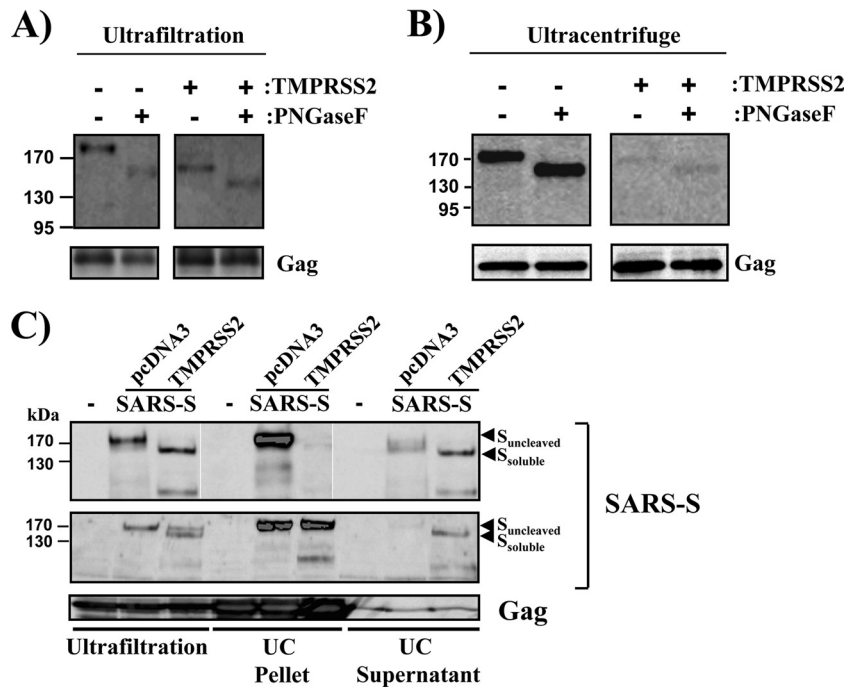 A)
Ultrafiltration
- - + + :TMPRSS2
- + - + :PNGaseF
170
130
95
Gag
B)
Ultracentrifuge
- - + + :TMPRSS2
- + - + :PNGaseF
170
130
95
Gag
C)
pcDNA3 TMPRSS2 pcDNA3 TMPRSS2 pcDNA3 TMPRSS2
- SARS-S - SARS-S - SARS-S
kDa
170
130
Suncleaved
Ssoluble
SARS-S
170
130
Suncleaved
Ssoluble
Gag
Ultrafiltration
UC
Pellet
UC
Supernatant